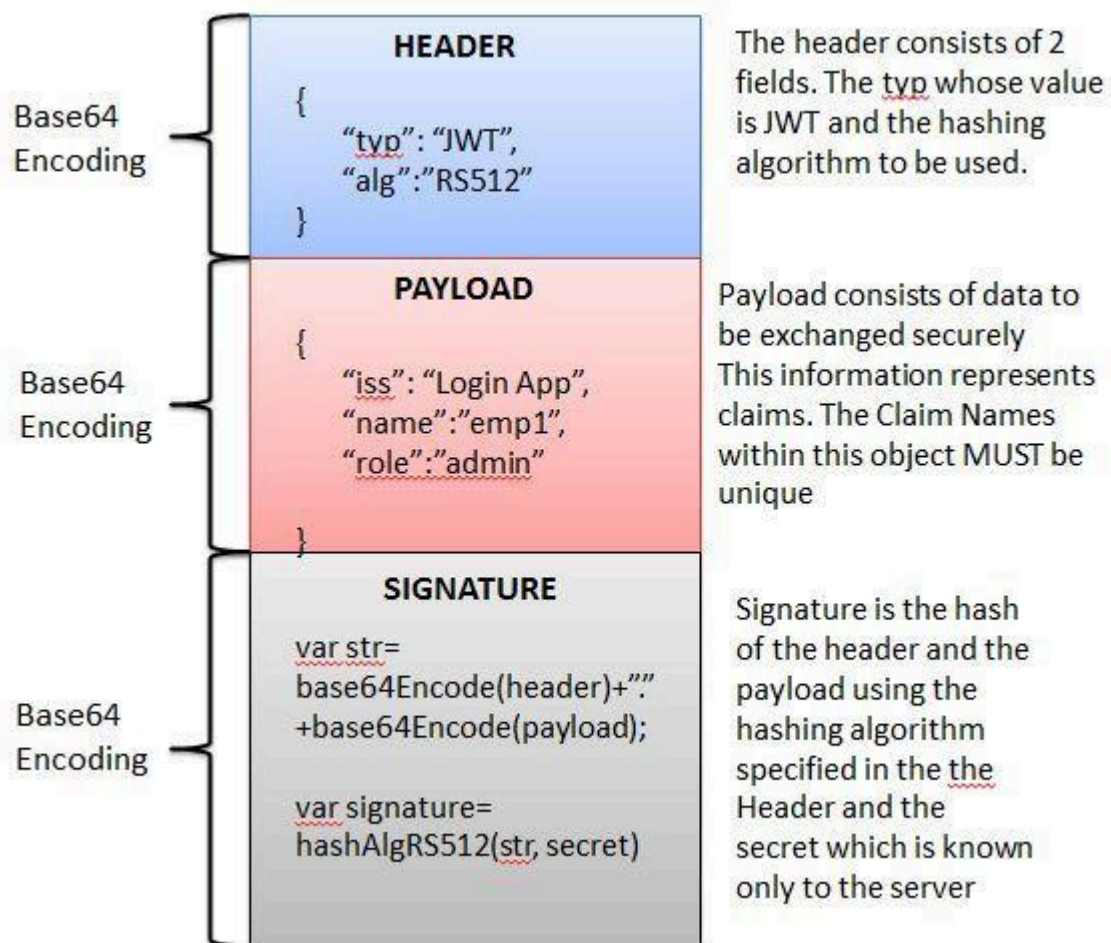 HEADER
{
“typ”: “JWT”,
“alg”:”RS512”
}
Base64
Encoding
The header consists of 2
fields. The typ whose value
is JWT and the hashing
algorithm to be used.
PAYLOAD
{
“iss”: “Login App”,
“name”:”emp1”,
“role”:”admin”
}
Base64
Encoding
Payload consists of data to
be exchanged securely
This information represents
claims. The Claim Names
within this object MUST be
unique
SIGNATURE
var str=
base64Encode(header)+”.”
+base64Encode(payload);
var signature=
hashAlgRS512(str, secret)
Base64
Encoding
Signature is the hash
of the header and the
payload using the
hashing algorithm
specified in the the
Header and the
secret which is known
only to the server